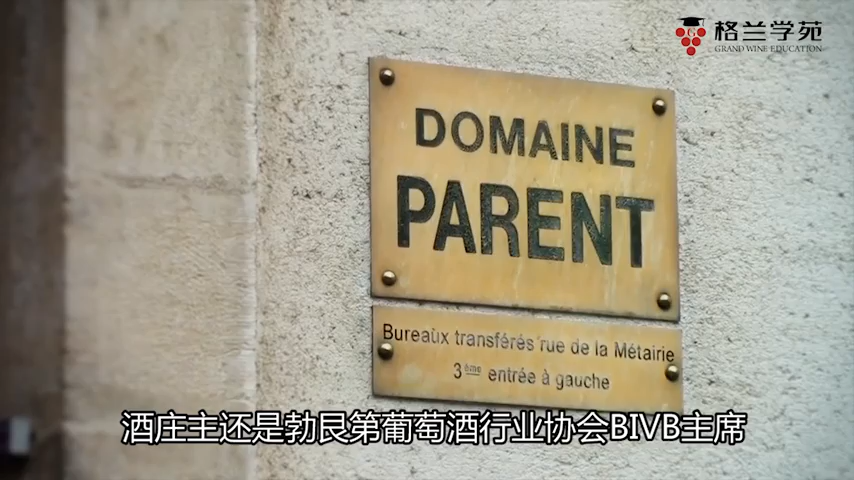 格兰学苑
GRAND WINE EDUCATION
DOMAINE
PARENT
Bureaux transférés rue de la Métairie
3ème entrée à gauche
酒庄主还是勃艮第葡萄酒行业协会BIVB主席